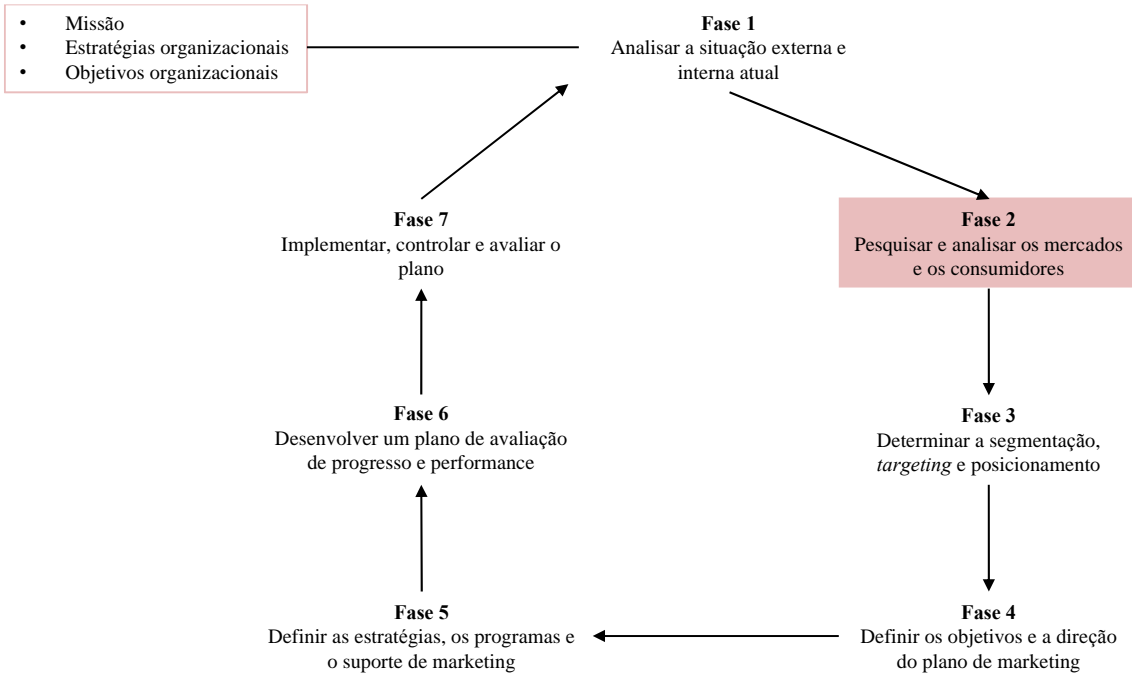 • Missão
• Estratégias organizacionais
• Objetivos organizacionais
Fase 1
Analisar a situação externa e
interna atual
Fase 2
Pesquisar e analisar os mercados
e os consumidores
Fase 3
Determinar a segmentação,
targeting e posicionamento
Fase 4
Definir os objetivos e a direção
do plano de marketing
Fase 5
Definir as estratégias, os programas e
o suporte de marketing
Fase 6
Desenvolver um plano de avaliação
de progresso e performance
Fase 7
Implementar, controlar e avaliar o
plano